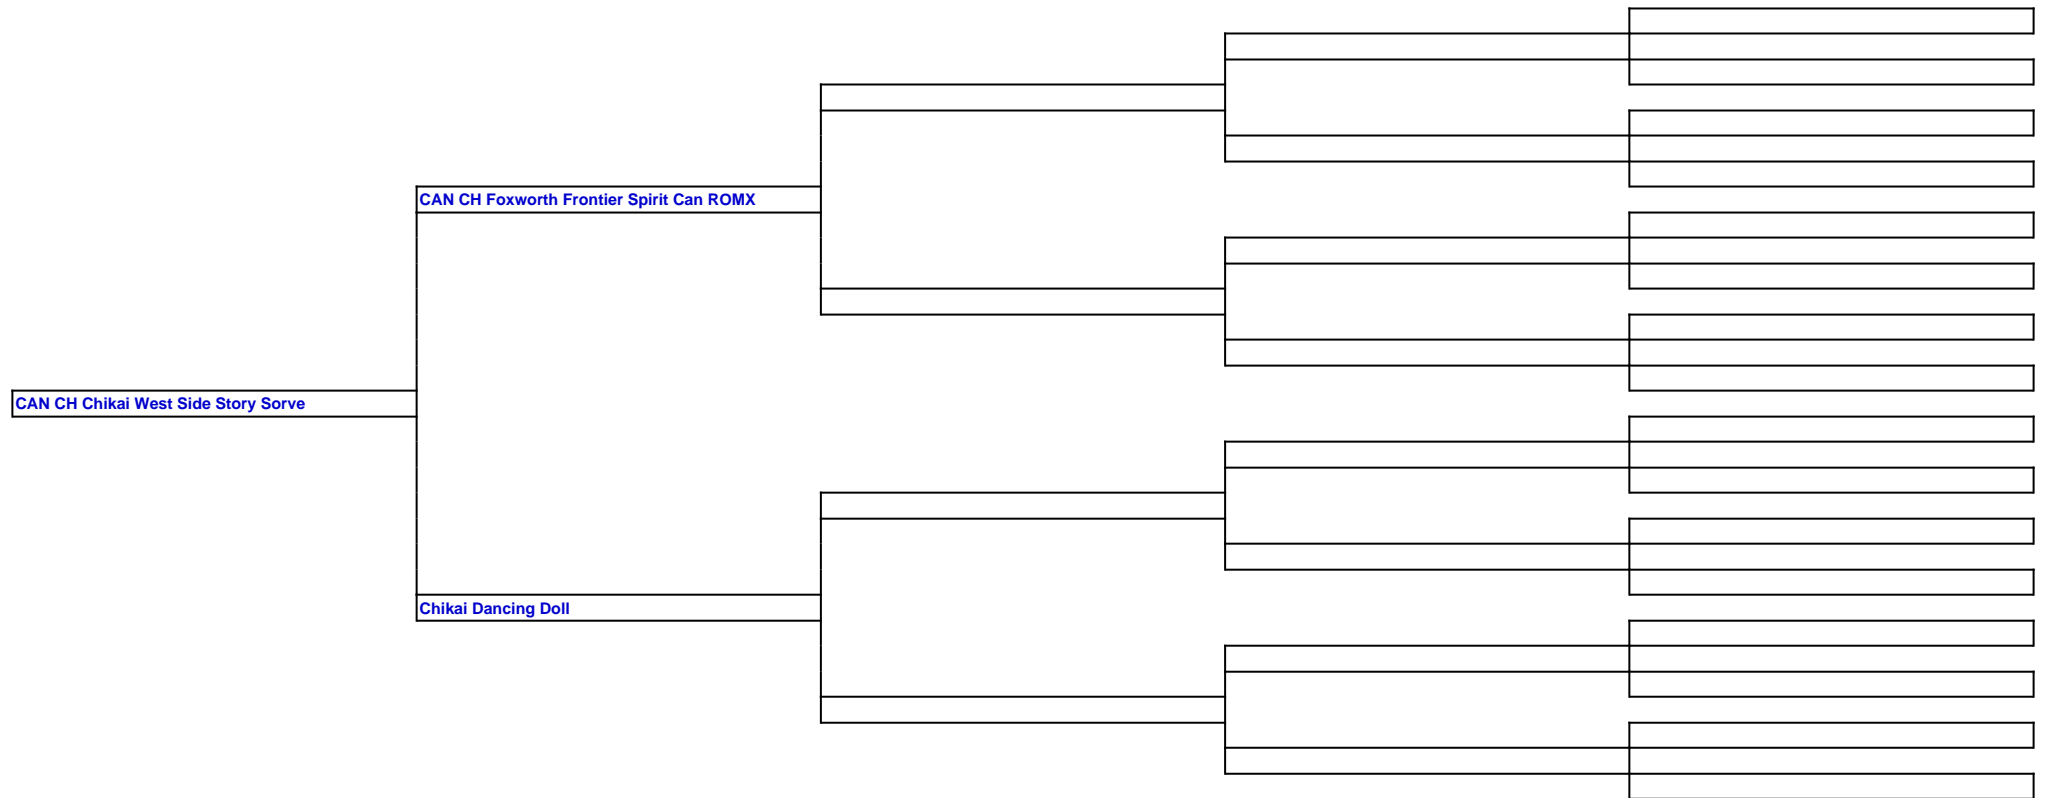 CAN CH Foxworth Frontier Spirit Can ROMX
CAN CH Chikai West Side Story Sorve
Chikai Dancing Doll